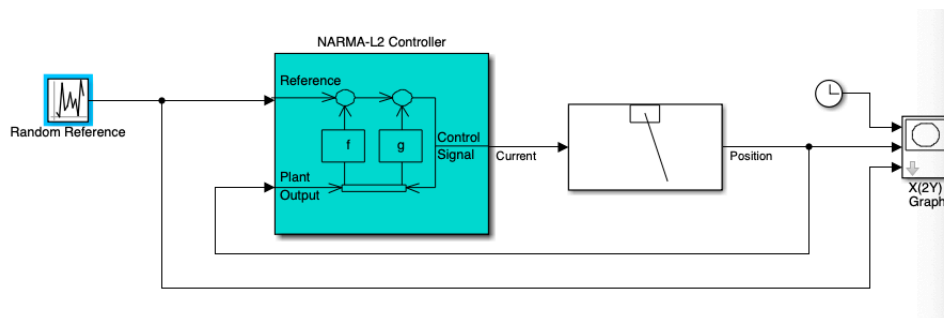 NARMA-L2 Controller
Reference
Random Reference
f
g
Control
Signal
Current
Position
Plant
Output
X(2Y)
Graph